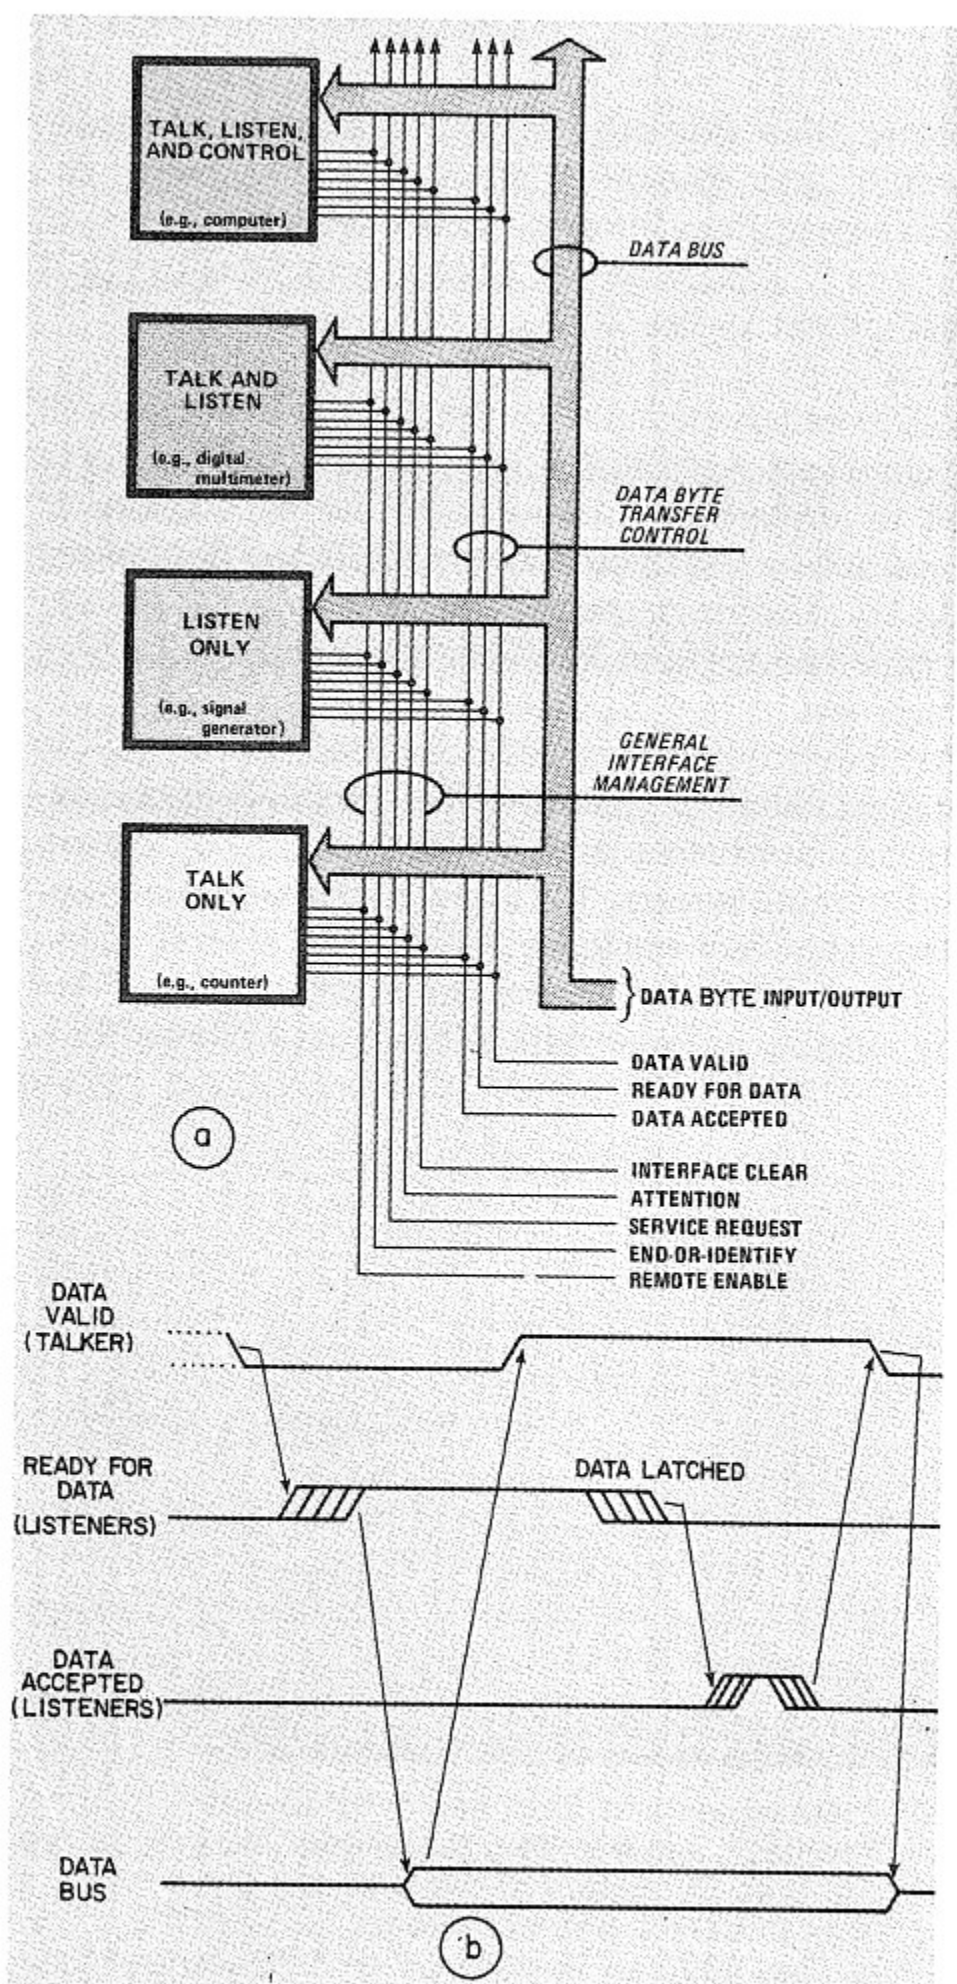 TALK, LISTEN,
AND CONTROL
(e.g., computer)
DATA BUS
TALK AND
LISTEN
(e.g., digital
multimeter)
DATA BYTE
TRANSFER
CONTROL
LISTEN
ONLY
(e.g., signal
generator)
GENERAL
INTERFACE
MANAGEMENT
TALK
ONLY
(e.g., counter)
DATA BYTE INPUT/OUTPUT
DATA VALID
READY FOR DATA
DATA ACCEPTED
a
INTERFACE CLEAR
ATTENTION
SERVICE REQUEST
END-OR-IDENTIFY
REMOTE ENABLE
DATA
VALID
(TALKER)
READY FOR
DATA
(LISTENERS)
DATA LATCHED
DATA
ACCEPTED
(LISTENERS)
DATA
BUS
b